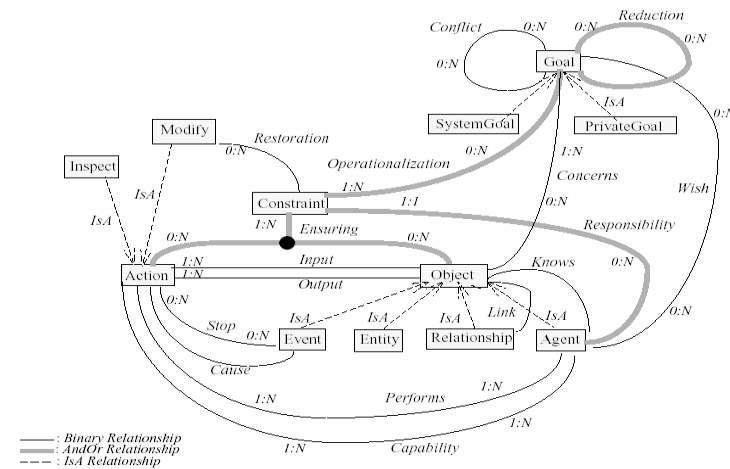 Reduction
Conflict
0:N
0:N
0:N
0:N
Goal
IsA
SystemGoal
PrivateGoal
Modify
Restoration
0:N
0:N
1:N
Operationalization
Inspect
Concerns
IsA
1:N
1:1
0:N
Wish
Constraint
IsA
1:N
Ensuring
Responsibility
0:N
0:N
Input
Knows
0:N
1:N
Action
1:N
Object
Output
0:N
IsA
IsA
IsA
Link
IsA
0:N
Stop
0:N
Event
Entity
Relationship
Agent
Cause
1:N
Performs
1:N
1:N
: Binary Relationship
: AndOr Relationship
1:N
Capability
: IsA Relationship